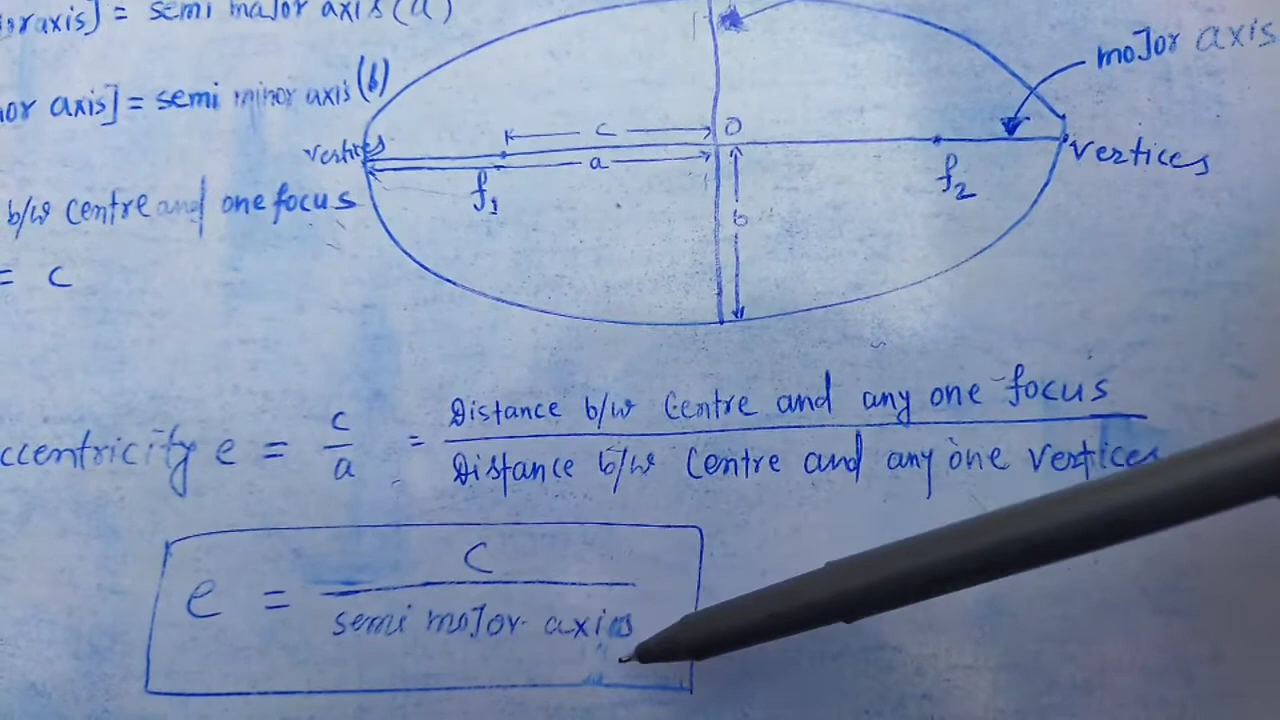 axis] = semi major axis (a)
major axis
nor axis] = semi minor axis (b)
vertices
c
O
vertices
a
f1
f2
b/w centre and one focus
b
= c
ccentricity e = c/a = Distance b/w Centre and any one focus / Distance b/w Centre and any one vertices
e = c / semi major axis